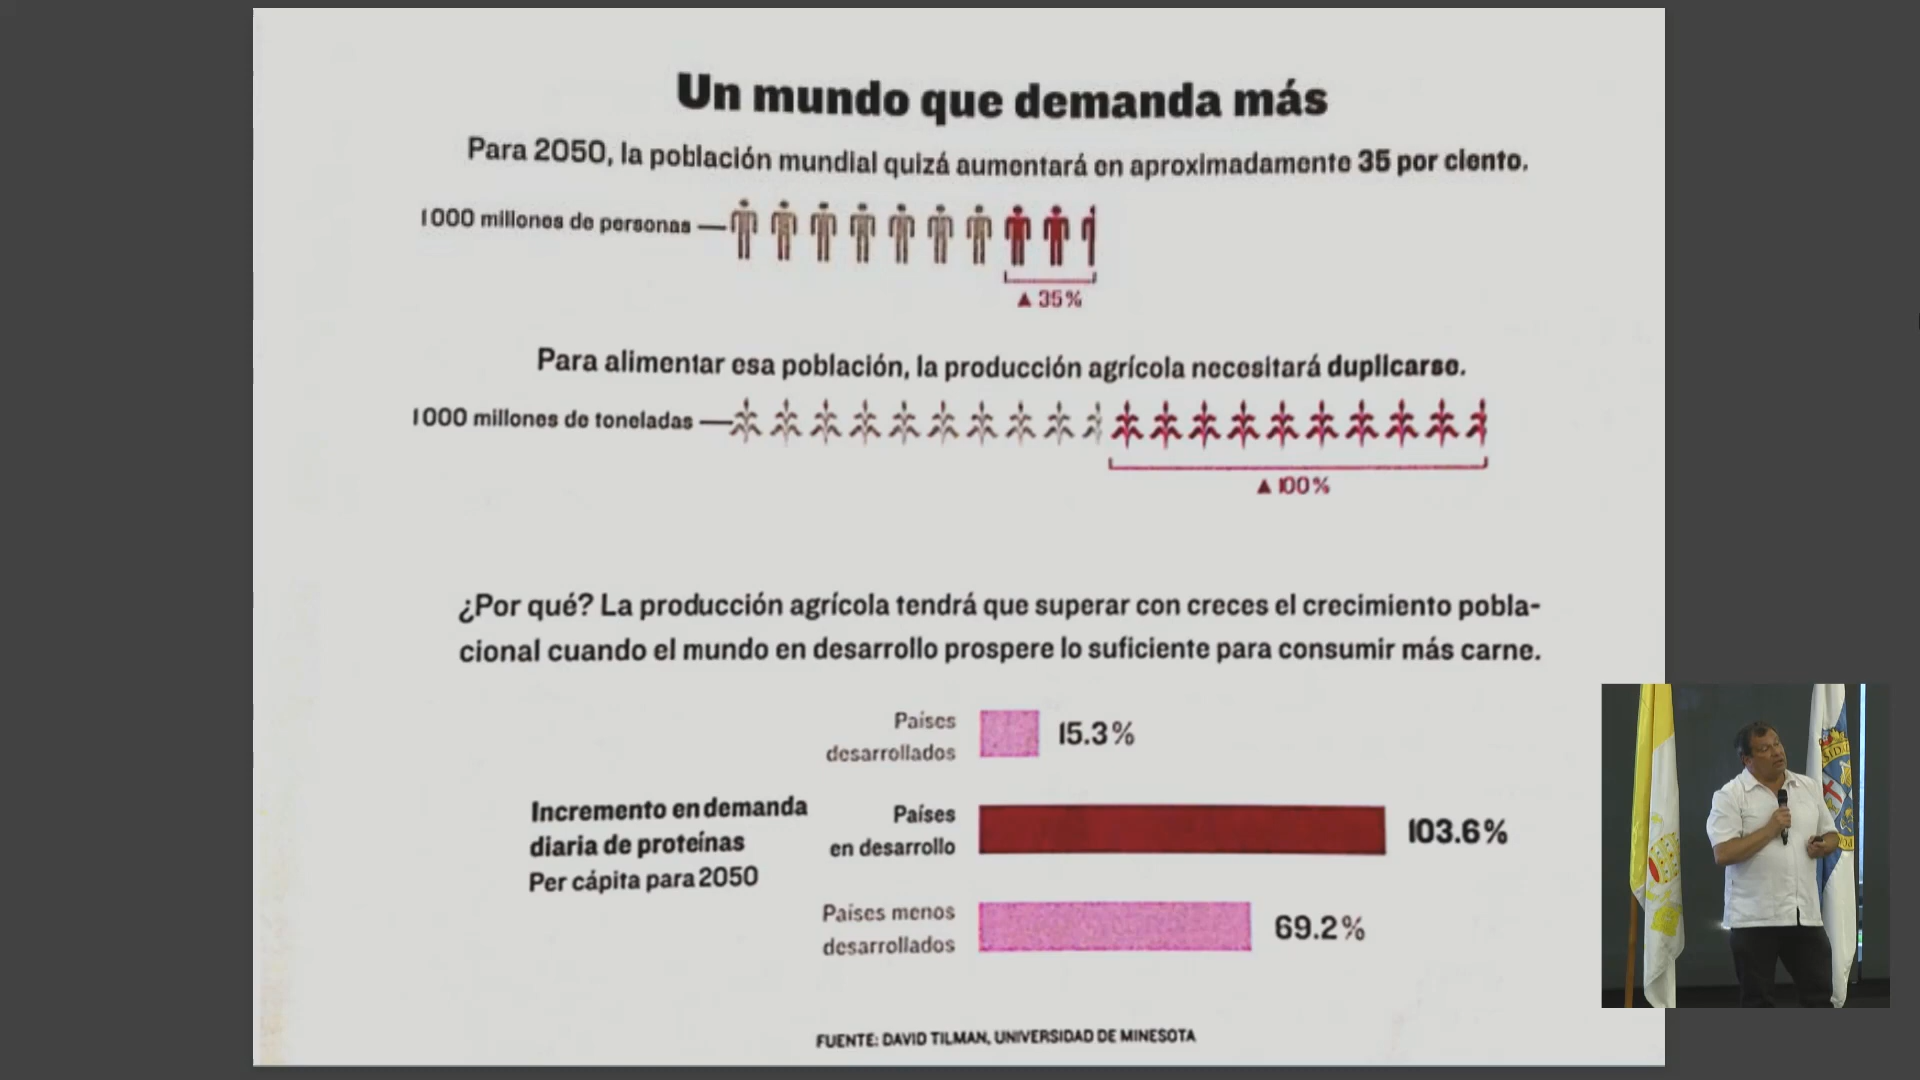 Un mundo que demanda más
Para 2050, la población mundial quizá aumentará en aproximadamente 35 por ciento.
1000 millones de personas
▲ 35%
Para alimentar esa población, la producción agrícola necesitará duplicarse.
1000 millones de toneladas
▲ 100%
¿Por qué? La producción agrícola tendrá que superar con creces el crecimiento pobla-
cional cuando el mundo en desarrollo prospere lo suficiente para consumir más carne.
Incremento en demanda
diaria de proteínas
Per cápita para 2050
Países
desarrollados
15.3%
Países
en desarrollo
103.6%
Países menos
desarrollados
69.2%
FUENTE: DAVID TILMAN, UNIVERSIDAD DE MINESOTA